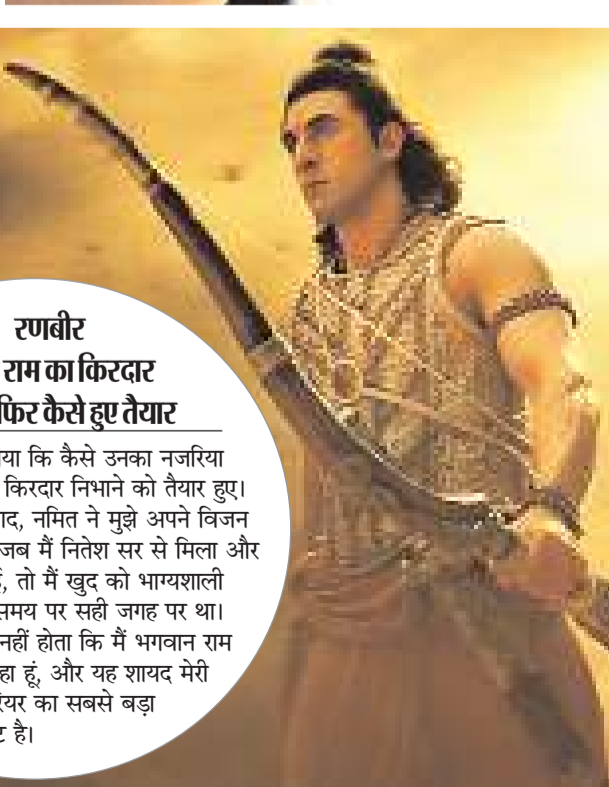 रणबीर
राम का किरदार
फिर कैसे हुए तैयार
या कि कैसे उनका नजरिया
किरदार निभाने को तैयार हुए।
ाद, नमित ने मुझे अपने विजन
जब मैं नितेश सर से मिला और
, तो मैं खुद को भाग्यशाली
समय पर सही जगह पर था।
नहीं होता कि मैं भगवान राम
हा हूं, और यह शायद मेरी
यर का सबसे बड़ा
है।